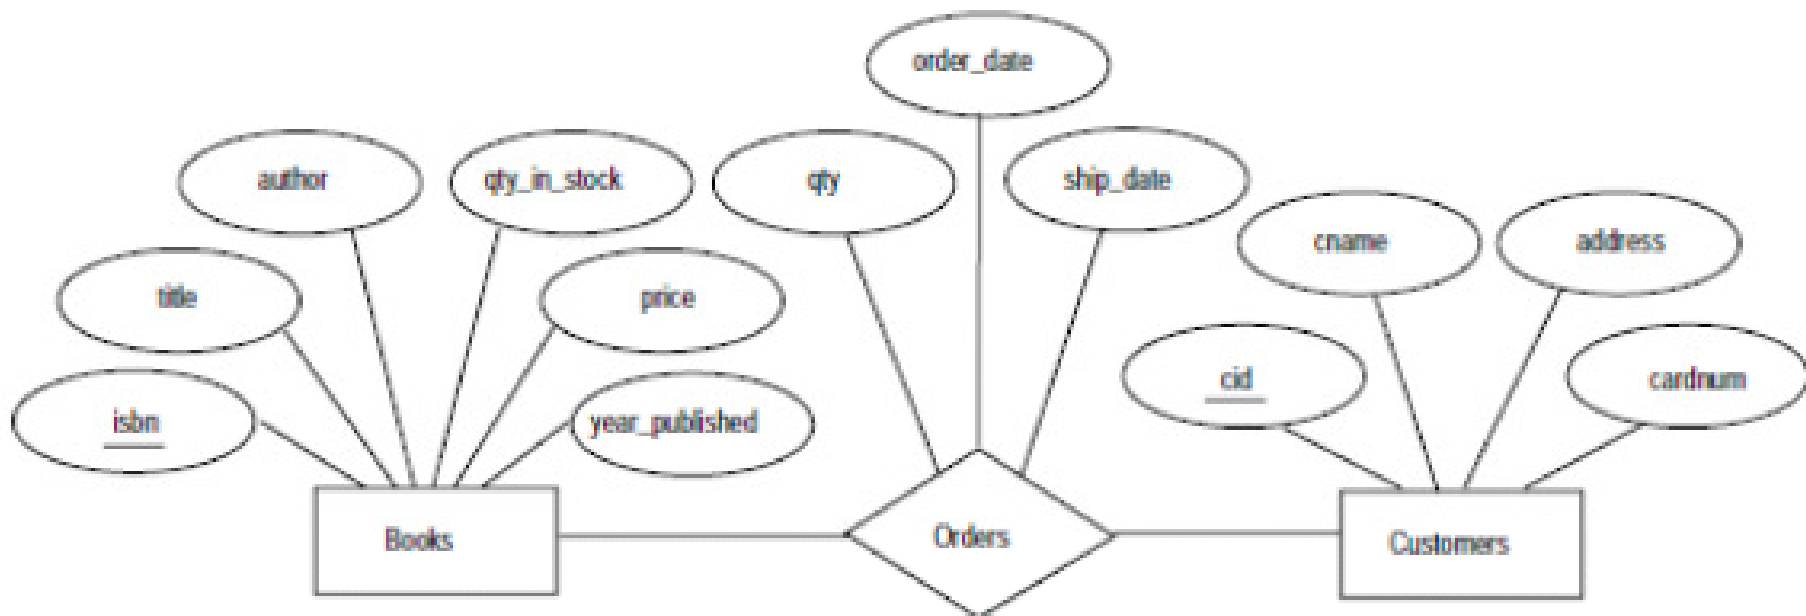 order_date
author
qty_in_stock
qty
ship_date
cname
address
title
price
cid
cardnum
isbn
year_published
Books
Orders
Customers